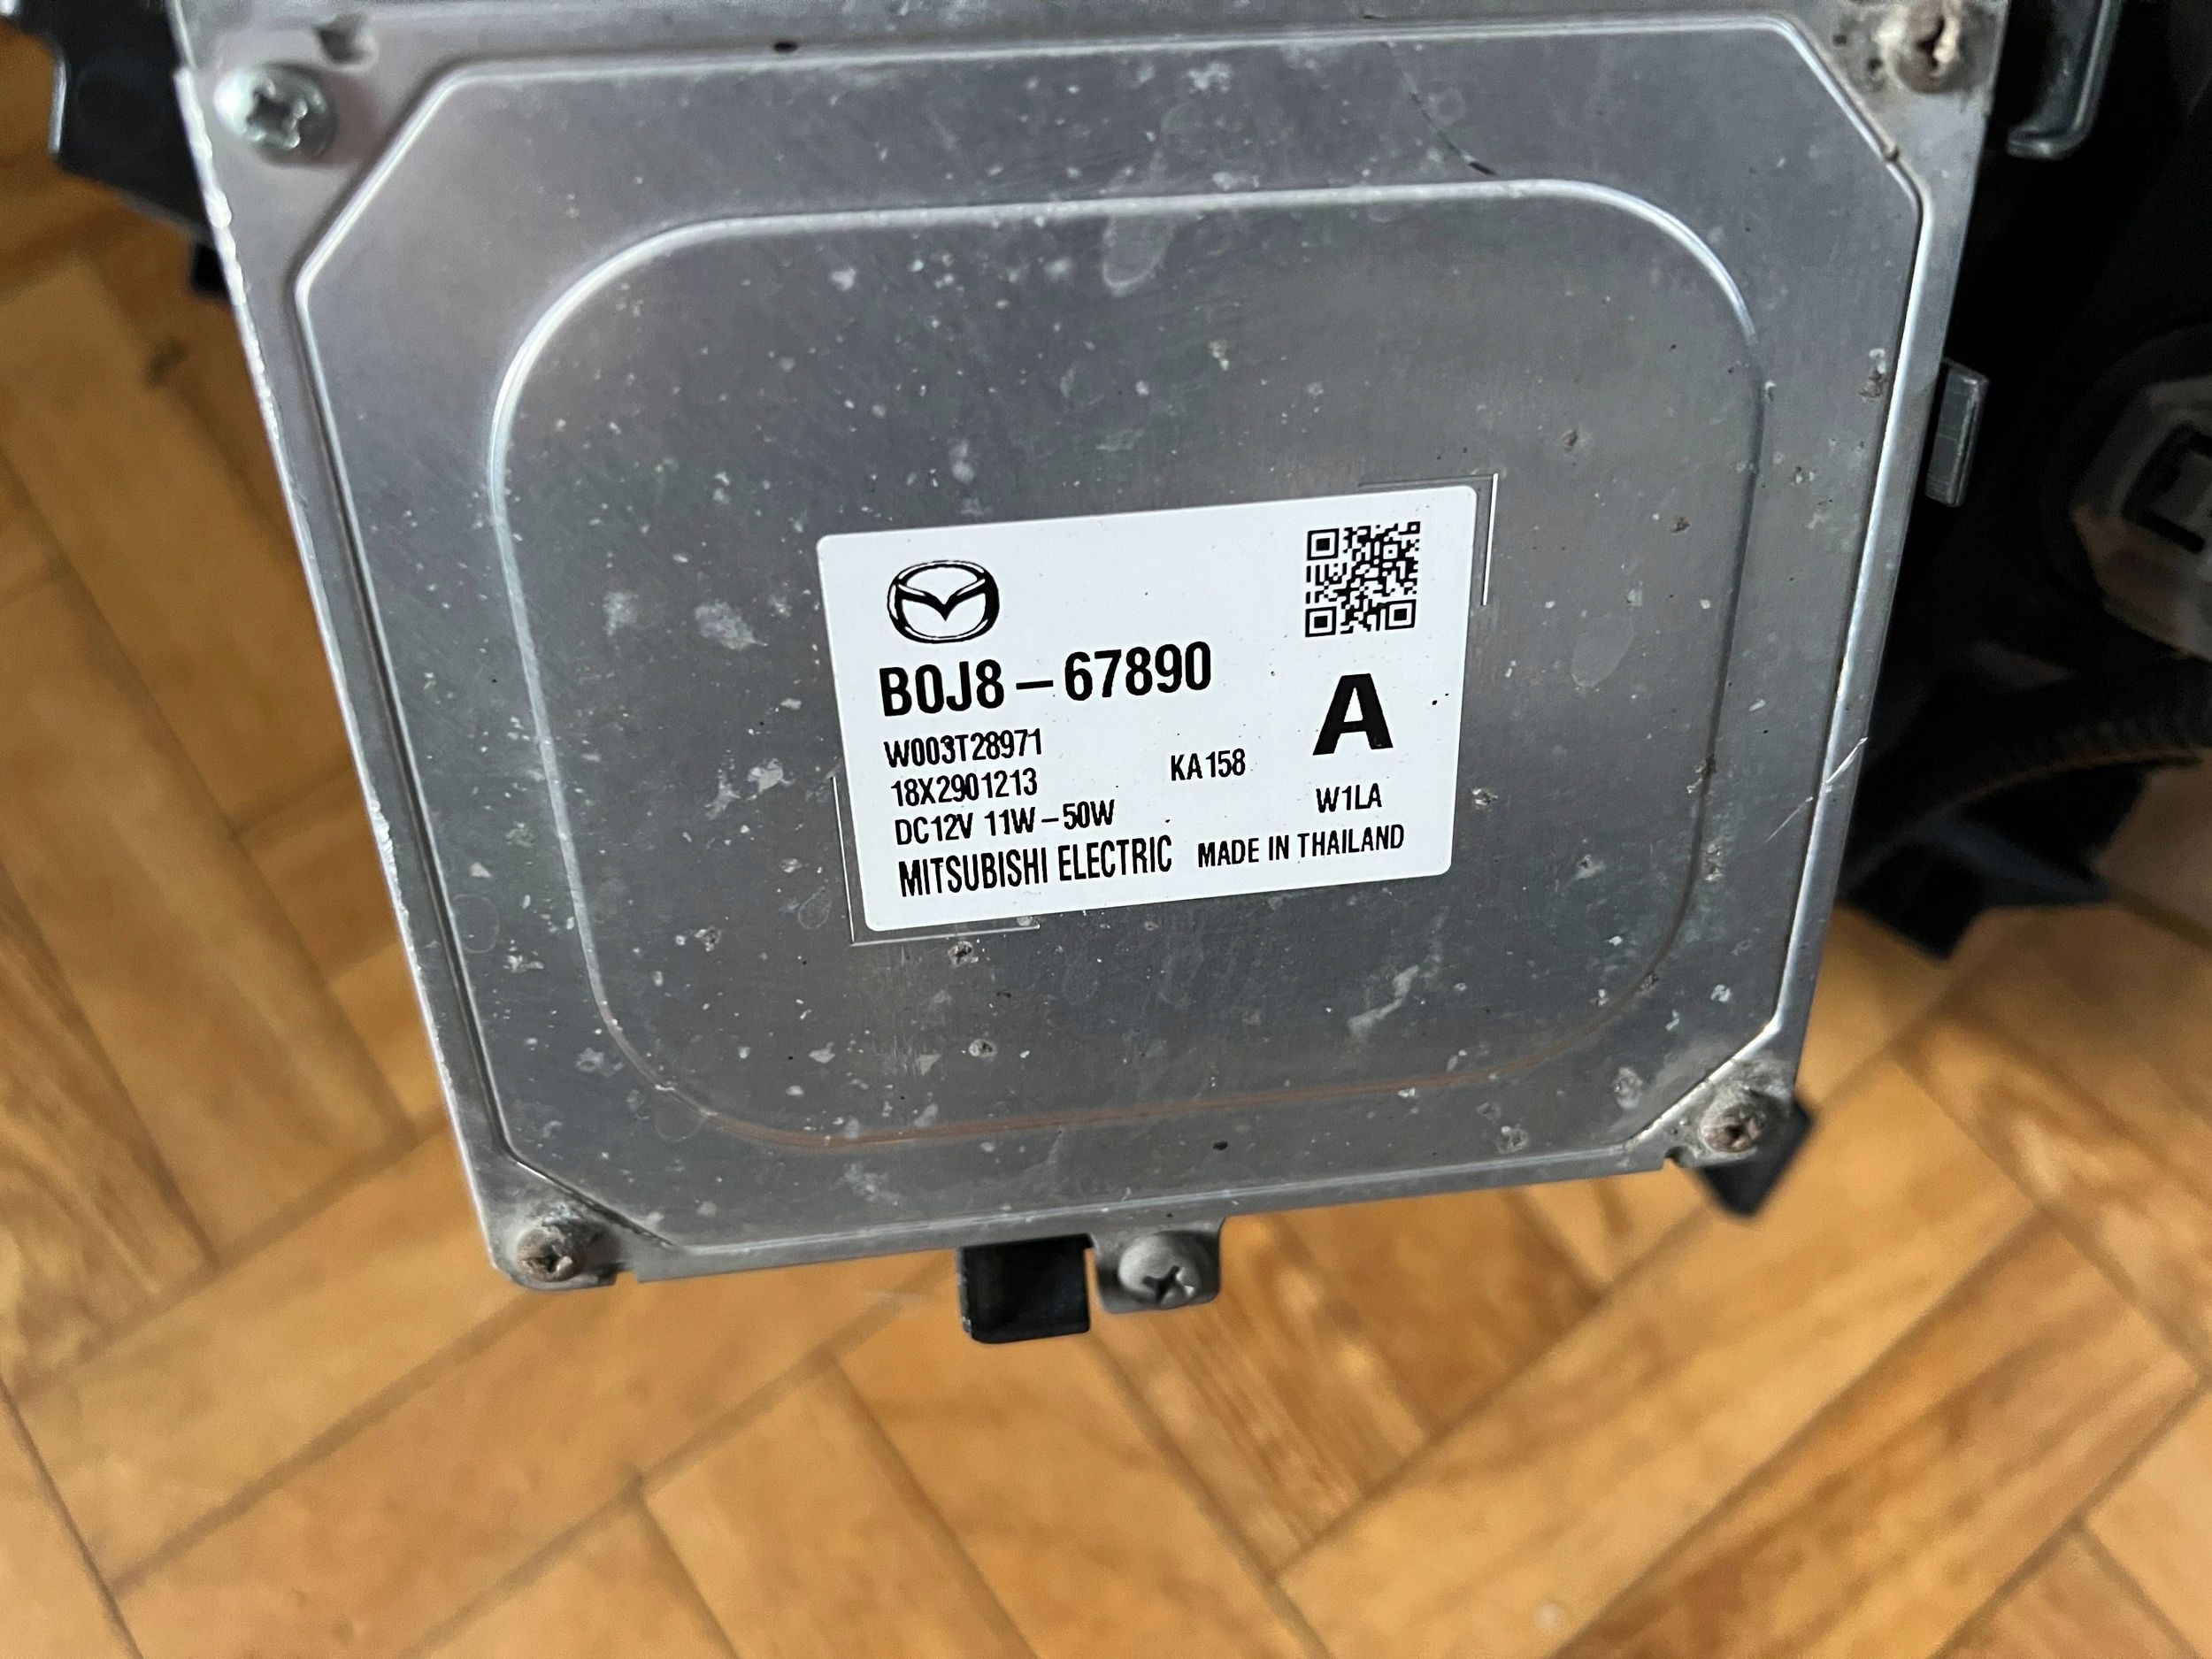 B0J8-67890
A
W003T28971
18X2901213 KA158
DC12V 11W-50W W1LA
MITSUBISHI ELECTRIC MADE IN THAILAND